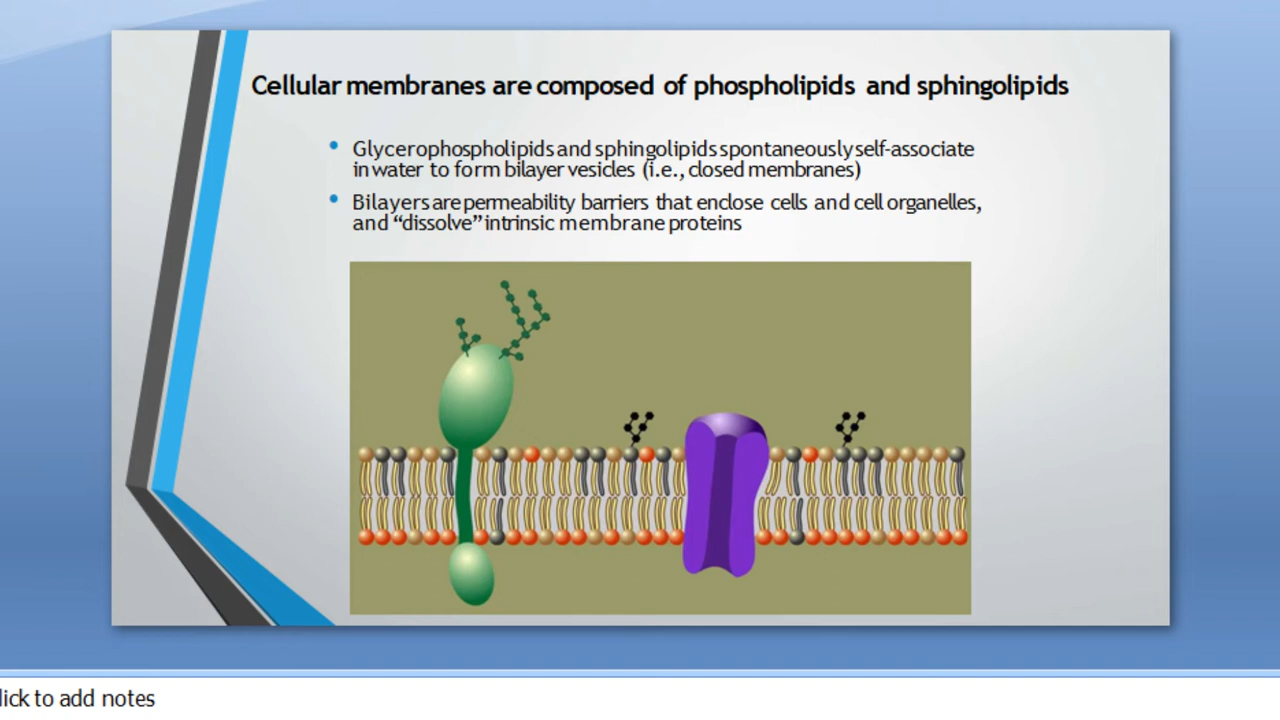 Cellular membranes are composed of phospholipids and sphingolipids
• Glycerophospholipids and sphingolipids spontaneously self-associate
in water to form bilayer vesicles (i.e., closed membranes)
• Bilayers are permeability barriers that enclose cells and cell organelles,
and “dissolve” intrinsic membrane proteins
lick to add notes